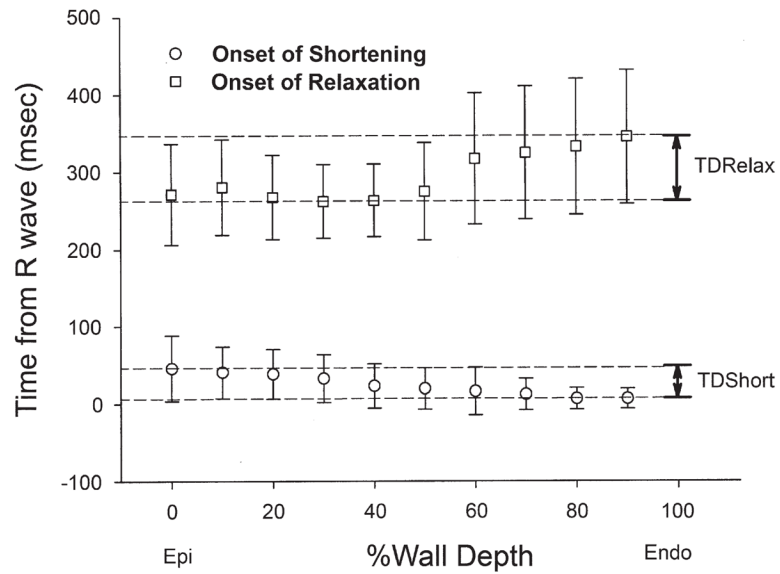 500
Onset of Shortening
Onset of Relaxation
400
300
TDRelax
200
100
TDShort
0
-100
0 20 40 60 80 100
Epi %Wall Depth Endo
Time from R wave (msec)